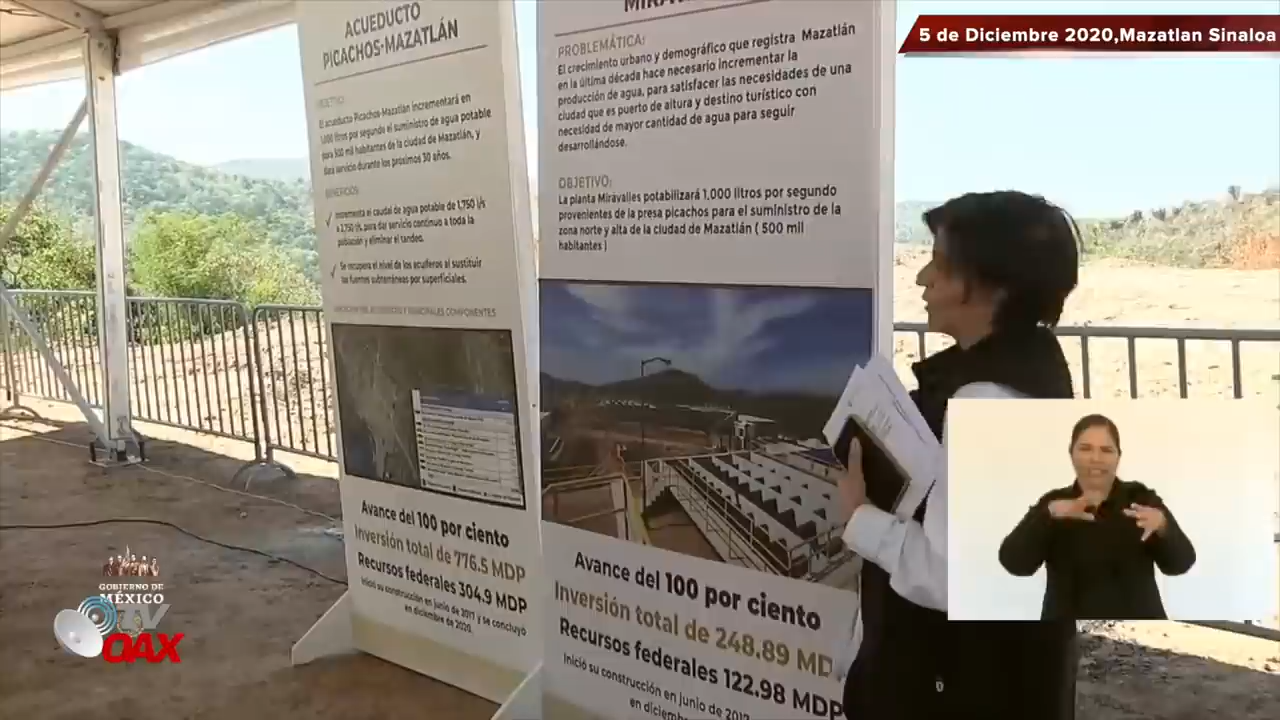 5 de Diciembre 2020,Mazatlan Sinaloa
ACUEDUCTO
PICACHOS-MAZATLÁN
OBJETIVO:
El acueducto Picachos-Mazatlán incrementará en
1,000 litros por segundo el suministro de agua potable
para 500 mil habitantes de la ciudad de Mazatlán, y
dará servicio durante los próximos 30 años.
BENEFICIOS:
✓ Incrementa el caudal de agua potable de 1,750 l/s
a 2,750 l/s, para dar servicio continuo a toda la
población y eliminar el tandeo.
✓ Se recupera el nivel de los acuíferos al sustituir
las fuentes subterráneas por superficiales.
PRINCIPALES COMPONENTES
Avance del 100 por ciento
Inversión total de 776.5 MDP
Recursos federales 304.9 MDP
Inició su construcción en junio de 2017 y se concluyó
en diciembre de 2020.
PROBLEMÁTICA:
El crecimiento urbano y demográfico que registra Mazatlán
en la última década hace necesario incrementar la
producción de agua, para satisfacer las necesidades de una
ciudad que es puerto de altura y destino turístico con
necesidad de mayor cantidad de agua para seguir
desarrollándose.
OBJETIVO:
La planta Miravalles potabilizará 1,000 litros por segundo
provenientes de la presa picachos para el suministro de la
zona norte y alta de la ciudad de Mazatlán ( 500 mil
habitantes )
Avance del 100 por ciento
Inversión total de 248.89 MD
Recursos federales 122.98 MDP
Inició su construcción en junio de 2017
en diciemb
GOBIERNO DE
MÉXICO
TV
OAX